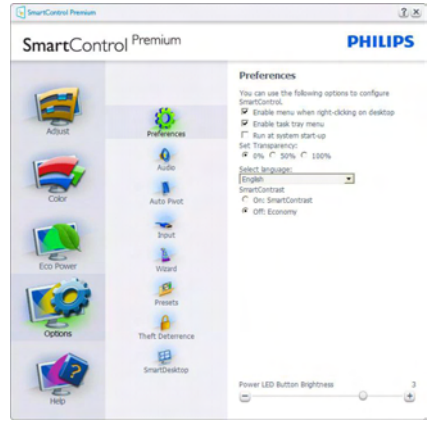 SmartControl Premium
SmartControl Premium
PHILIPS
Adjust
Color
Eco Power
Options
Help
Preferences
Audio
Auto Pivot
Input
Wizard
Presets
Theft Deterrence
SmartDesktop
Preferences
You can use the following options to configure
SmartControl.
Enable menu when right-clicking on desktop
Enable task tray menu
Run at system start-up
Set Transparency:
0% 50% 100%
Select language:
English
SmartContrast
On: SmartContrast
Off: Economy
Power LED Button Brightness 3